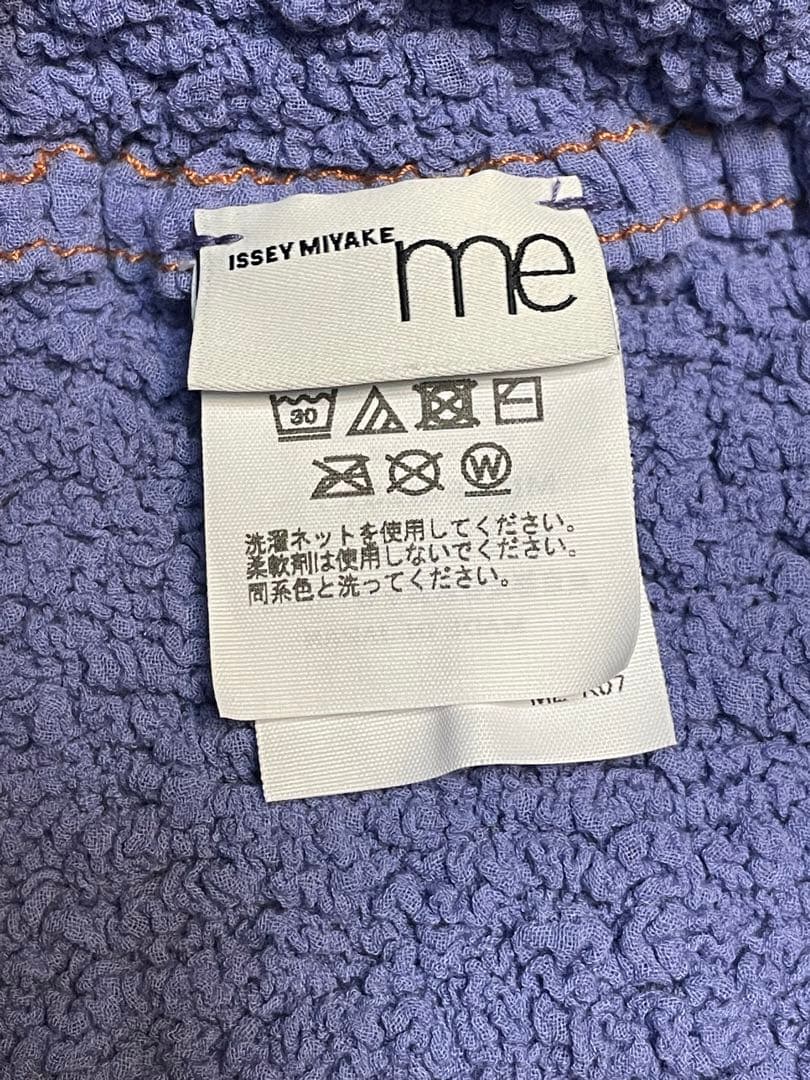 ISSEY MIYAKE me
30
W
洗濯ネットを使用してください。
柔軟剤は使用しないでください。
同系色と洗ってください。